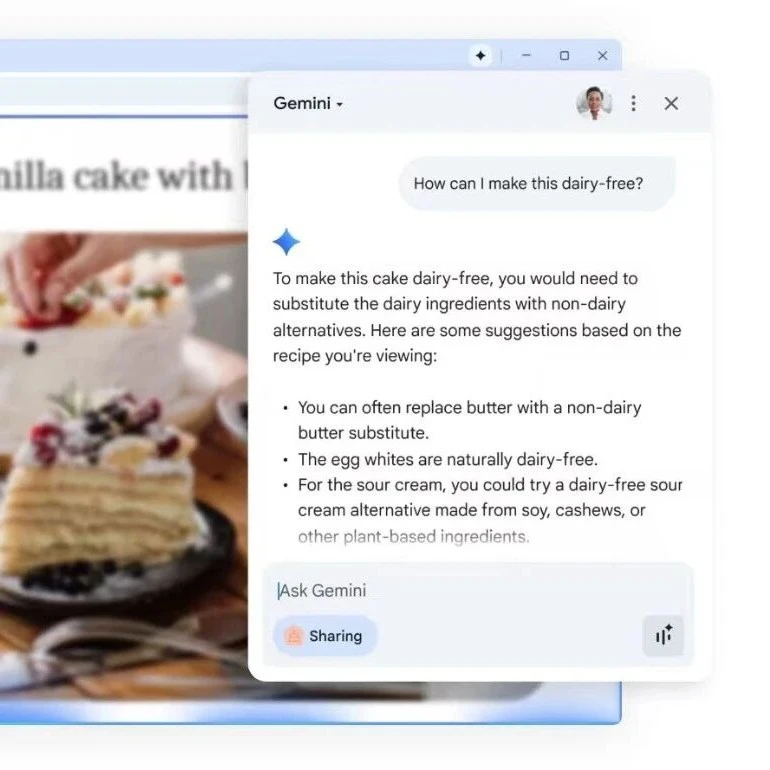 Gemini
nilla cake with
How can I make this dairy-free?
To make this cake dairy-free, you would need to
substitute the dairy ingredients with non-dairy
alternatives. Here are some suggestions based on the
recipe you're viewing:
• You can often replace butter with a non-dairy
butter substitute.
• The egg whites are naturally dairy-free.
• For the sour cream, you could try a dairy-free sour
cream alternative made from soy, cashews, or
other plant-based ingredients.
Ask Gemini
Sharing